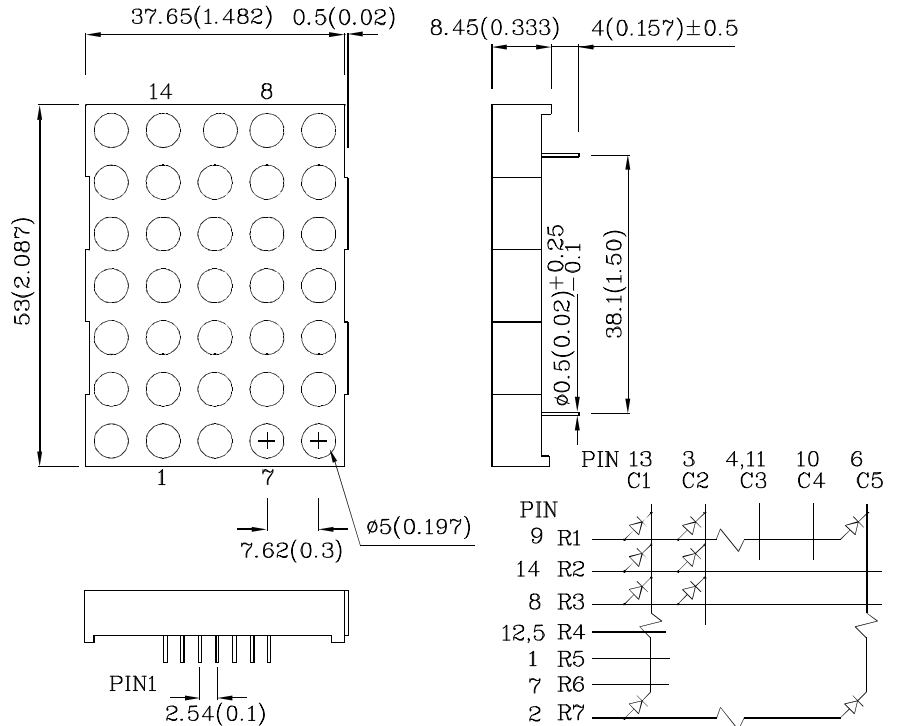 37.65(1.482)
0.5(0.02)
8.45(0.333)
4(0.157)±0.5
14
8
53(2.087)
ø0.5(0.02)+0.25
−0.1
38.1(1.50)
1
7
7.62(0.3)
ø5(0.197)
PIN1
2.54(0.1)
PIN 13 3 4,11 10 6
C1 C2 C3 C4 C5
PIN
9 R1
14 R2
8 R3
12,5 R4
1 R5
7 R6
2 R7